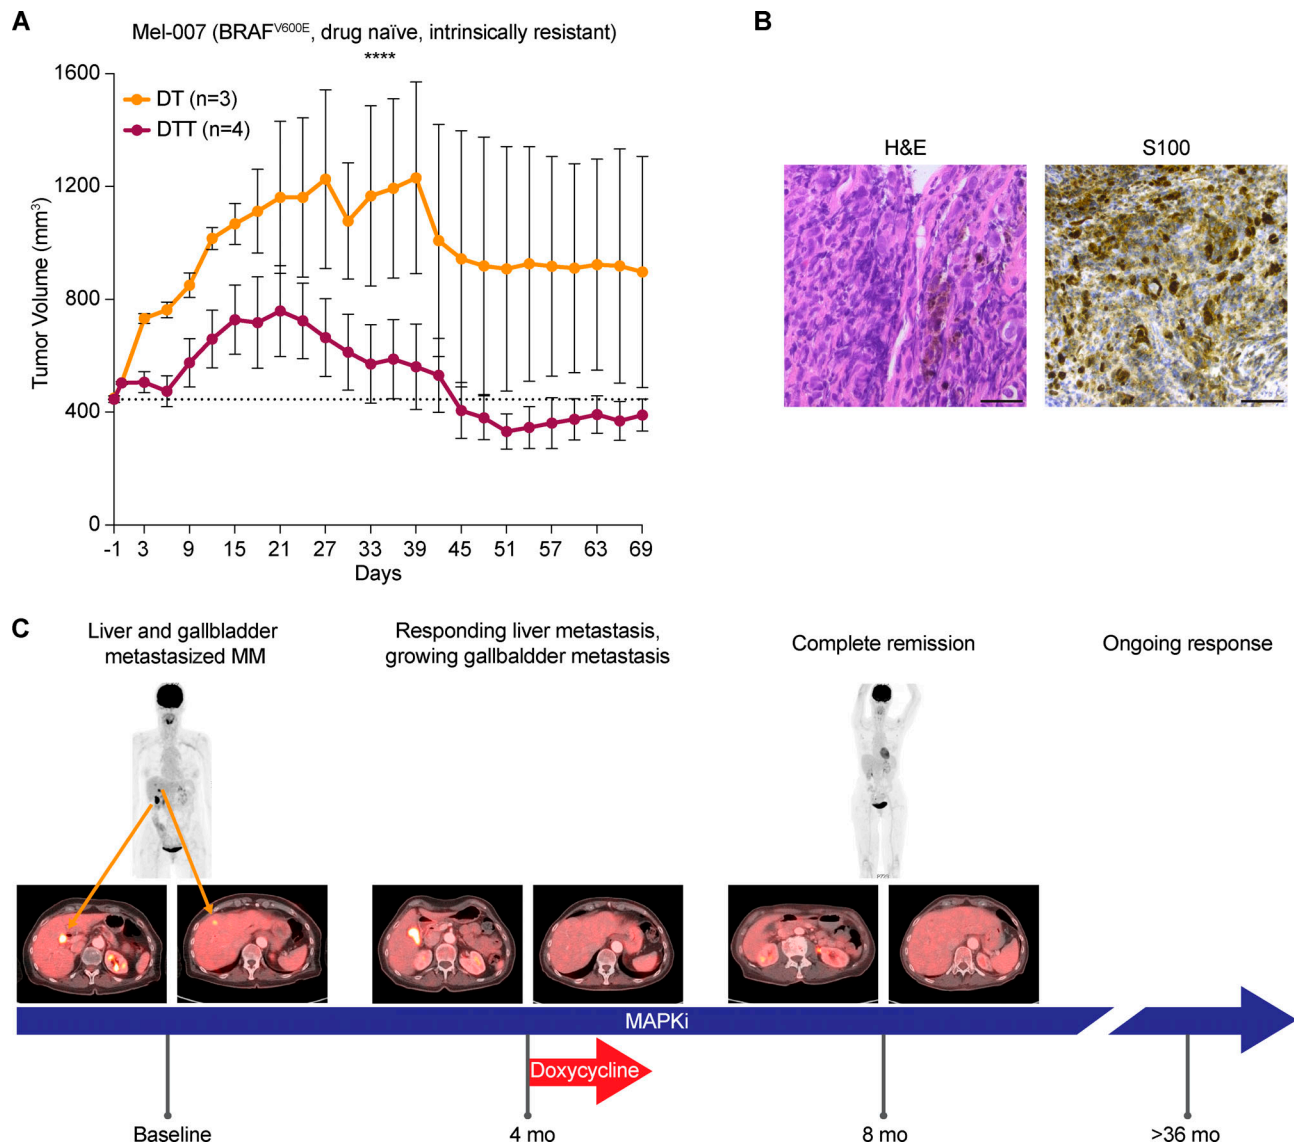 A
Mel-007 (BRAFV600E, drug naïve, intrinsically resistant)
****
DT (n=3)
DTT (n=4)
Tumor Volume (mm3)
1600
1200
800
400
0
-1 3 9 15 21 27 33 39 45 51 57 63 69
Days
B
H&E
S100
C
Liver and gallbladder
metastasized MM
Responding liver metastasis,
growing gallbaldder metastasis
Complete remission
Ongoing response
MAPKi
Doxycycline
Baseline
4 mo
8 mo
>36 mo